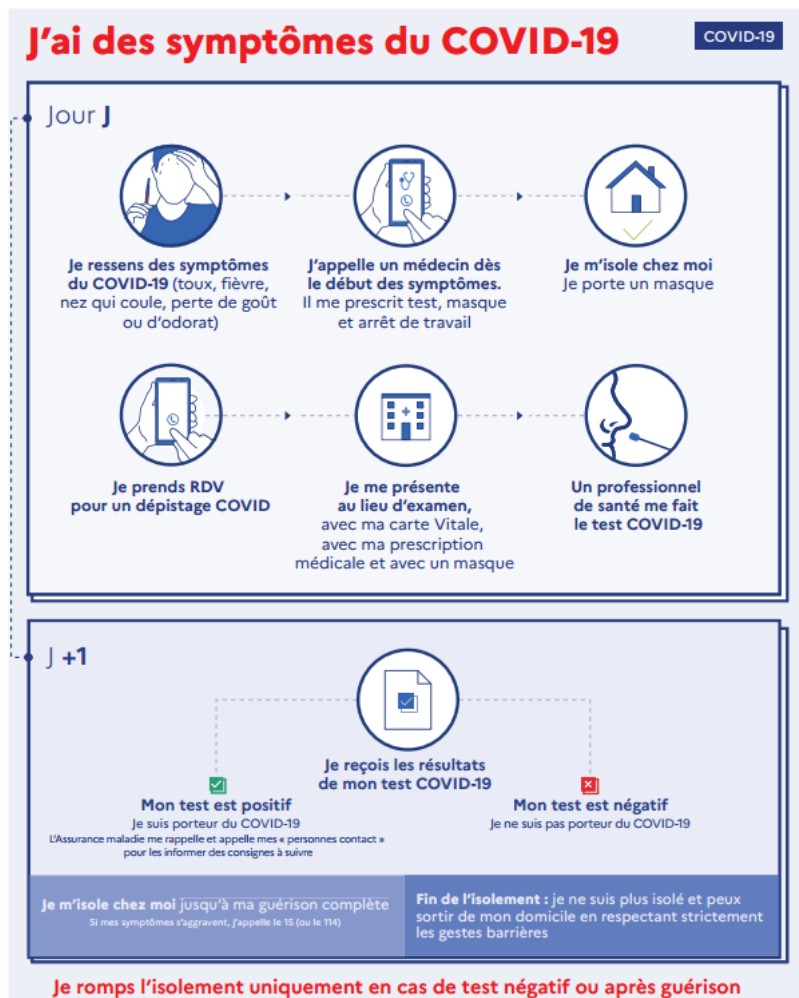 J'ai des symptômes du COVID-19
COVID-19
Jour J
Je ressens des symptômes
du COVID-19 (toux, fièvre,
nez qui coule, perte de goût
ou d'odorat)
J'appelle un médecin dès
le début des symptômes.
Il me prescrit test, masque
et arrêt de travail
Je m'isole chez moi
Je porte un masque
Je prends RDV
pour un dépistage COVID
Je me présente
au lieu d'examen,
avec ma carte Vitale,
avec ma prescription
médicale et avec un masque
Un professionnel
de santé me fait
le test COVID-19
J +1
Je reçois les résultats
de mon test COVID-19
Mon test est positif
Je suis porteur du COVID-19
L'Assurance maladie me rappelle et appelle mes « personnes contact »
pour les informer des consignes à suivre
Mon test est négatif
Je ne suis pas porteur du COVID-19
Je m'isole chez moi jusqu'à ma guérison complète
Si mes symptômes s'aggravent, j'appelle le 15 (ou le 114)
Fin de l'isolement : je ne suis plus isolé et peux
sortir de mon domicile en respectant strictement
les gestes barrières
Je romps l'isolement uniquement en cas de test négatif ou après guérison